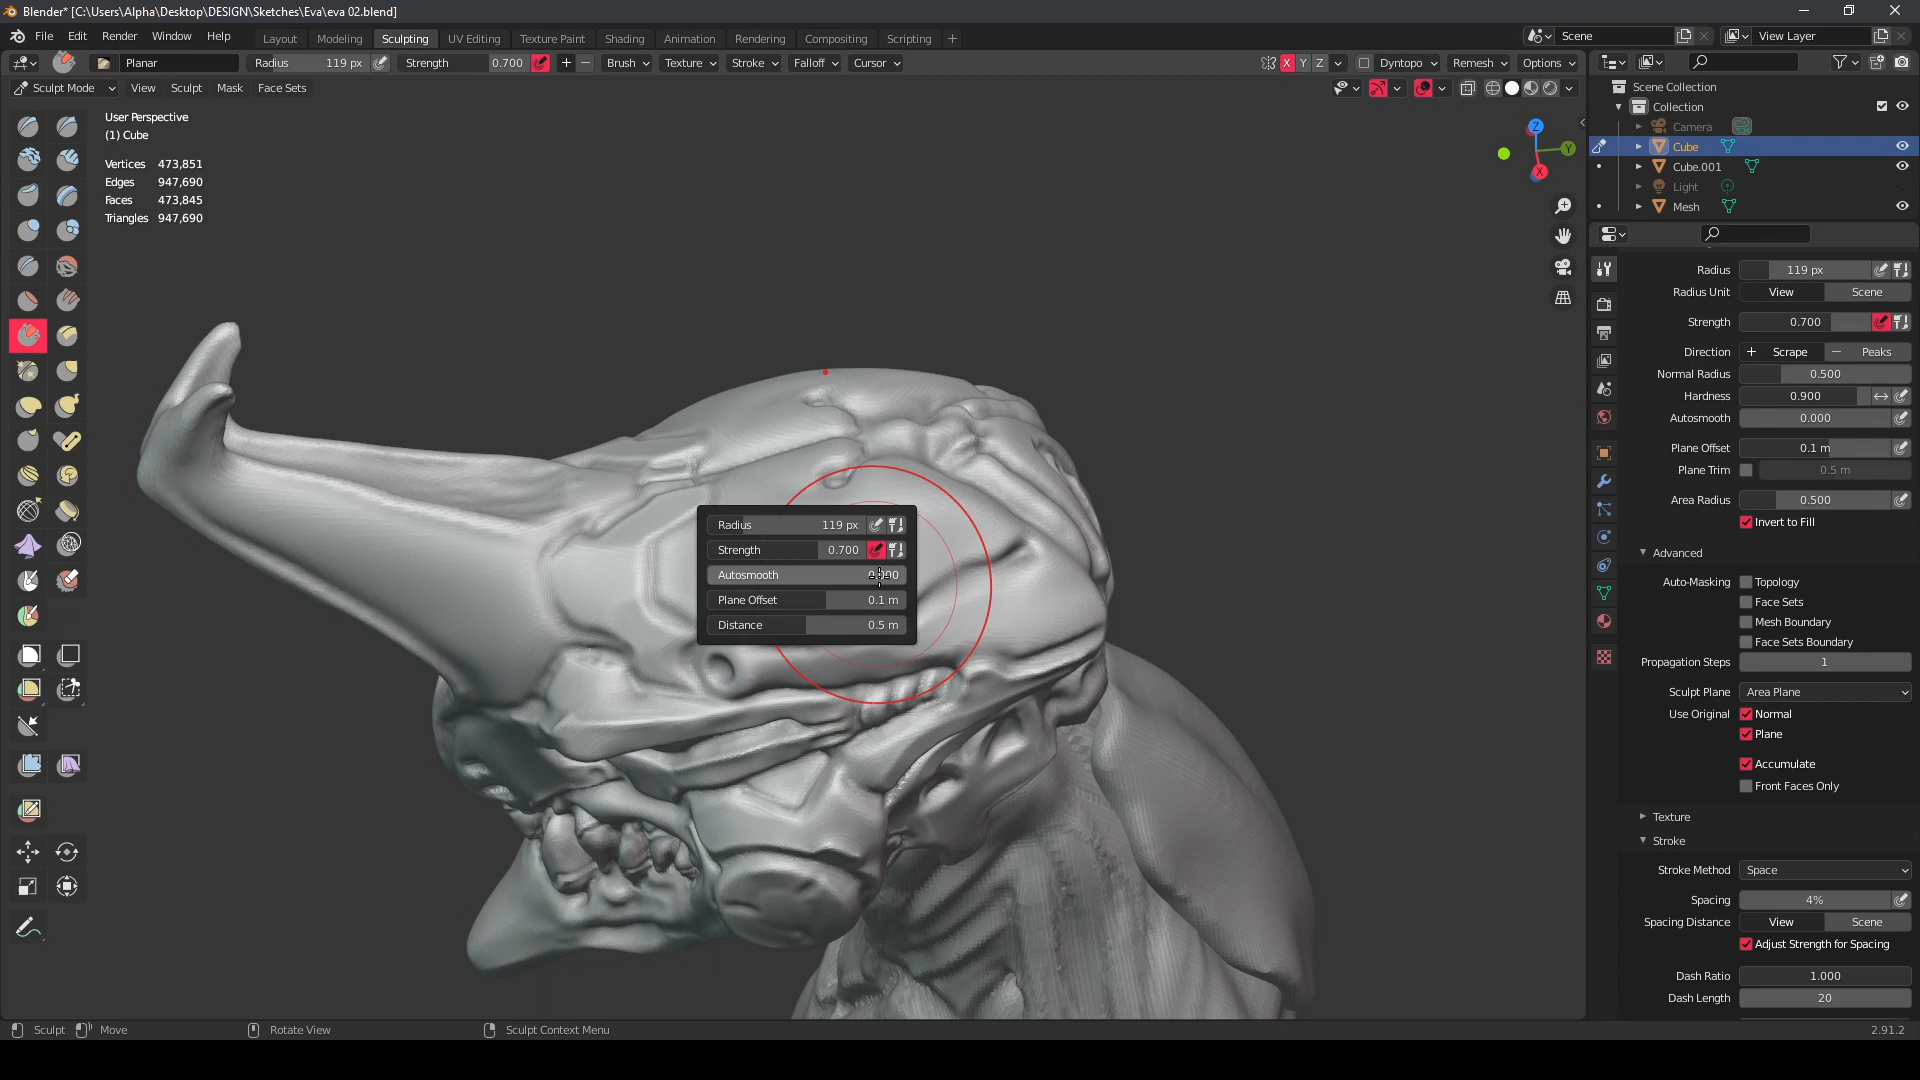 Blender* [C:\Users\Alpha\Desktop\DESIGN\Sketches\Eva\eva 02.blend]
File Edit Render Window Help
Layout Modeling Sculpting UV Editing Texture Paint Shading Animation Rendering Compositing Scripting +
Scene
View Layer
Planar
Radius 119 px
Strength 0.700
Brush Texture Stroke Falloff Cursor
X Y Z
Dyntopo Remesh Options
Sculpt Mode View Sculpt Mask Face Sets
User Perspective
(1) Cube
Vertices 473,851
Edges 947,690
Faces 473,845
Triangles 947,690
Z
Y
X
Radius 119 px
Strength 0.700
Autosmooth 0.000
Plane Offset 0.1 m
Distance 0.5 m
Scene Collection
Collection
Camera
Cube
Cube.001
Light
Mesh
Radius 119 px
Radius Unit View Scene
Strength 0.700
Direction + Scrape − Peaks
Normal Radius 0.500
Hardness 0.900
Autosmooth 0.000
Plane Offset 0.1 m
Plane Trim 0.5 m
Area Radius 0.500
Invert to Fill
Advanced
Auto-Masking Topology
Face Sets
Mesh Boundary
Face Sets Boundary
Propagation Steps 1
Sculpt Plane Area Plane
Use Original Normal
Plane
Accumulate
Front Faces Only
Texture
Stroke
Stroke Method Space
Spacing 4%
Spacing Distance View Scene
Adjust Strength for Spacing
Dash Ratio 1.000
Dash Length 20
Sculpt Move Rotate View Sculpt Context Menu 2.91.2